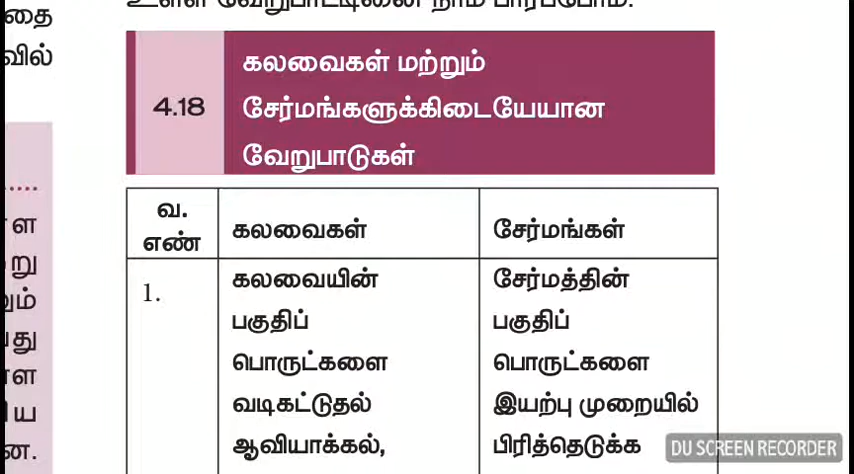 தை
வில்
உள்ள வேறுபாட்டினை நாம் பார்ப்போம்.
4.18
கலவைகள் மற்றும்
சேர்மங்களுக்கிடையேயான
வேறுபாடுகள்
வ.
எண்
கலவைகள்
சேர்மங்கள்
1.
கலவையின்
பகுதிப்
பொருட்களை
வடிகட்டுதல்
ஆவியாக்கல்,
சேர்மத்தின்
பகுதிப்
பொருட்களை
இயற்பு முறையில்
பிரித்தெடுக்க
DU SCREEN RECORDER